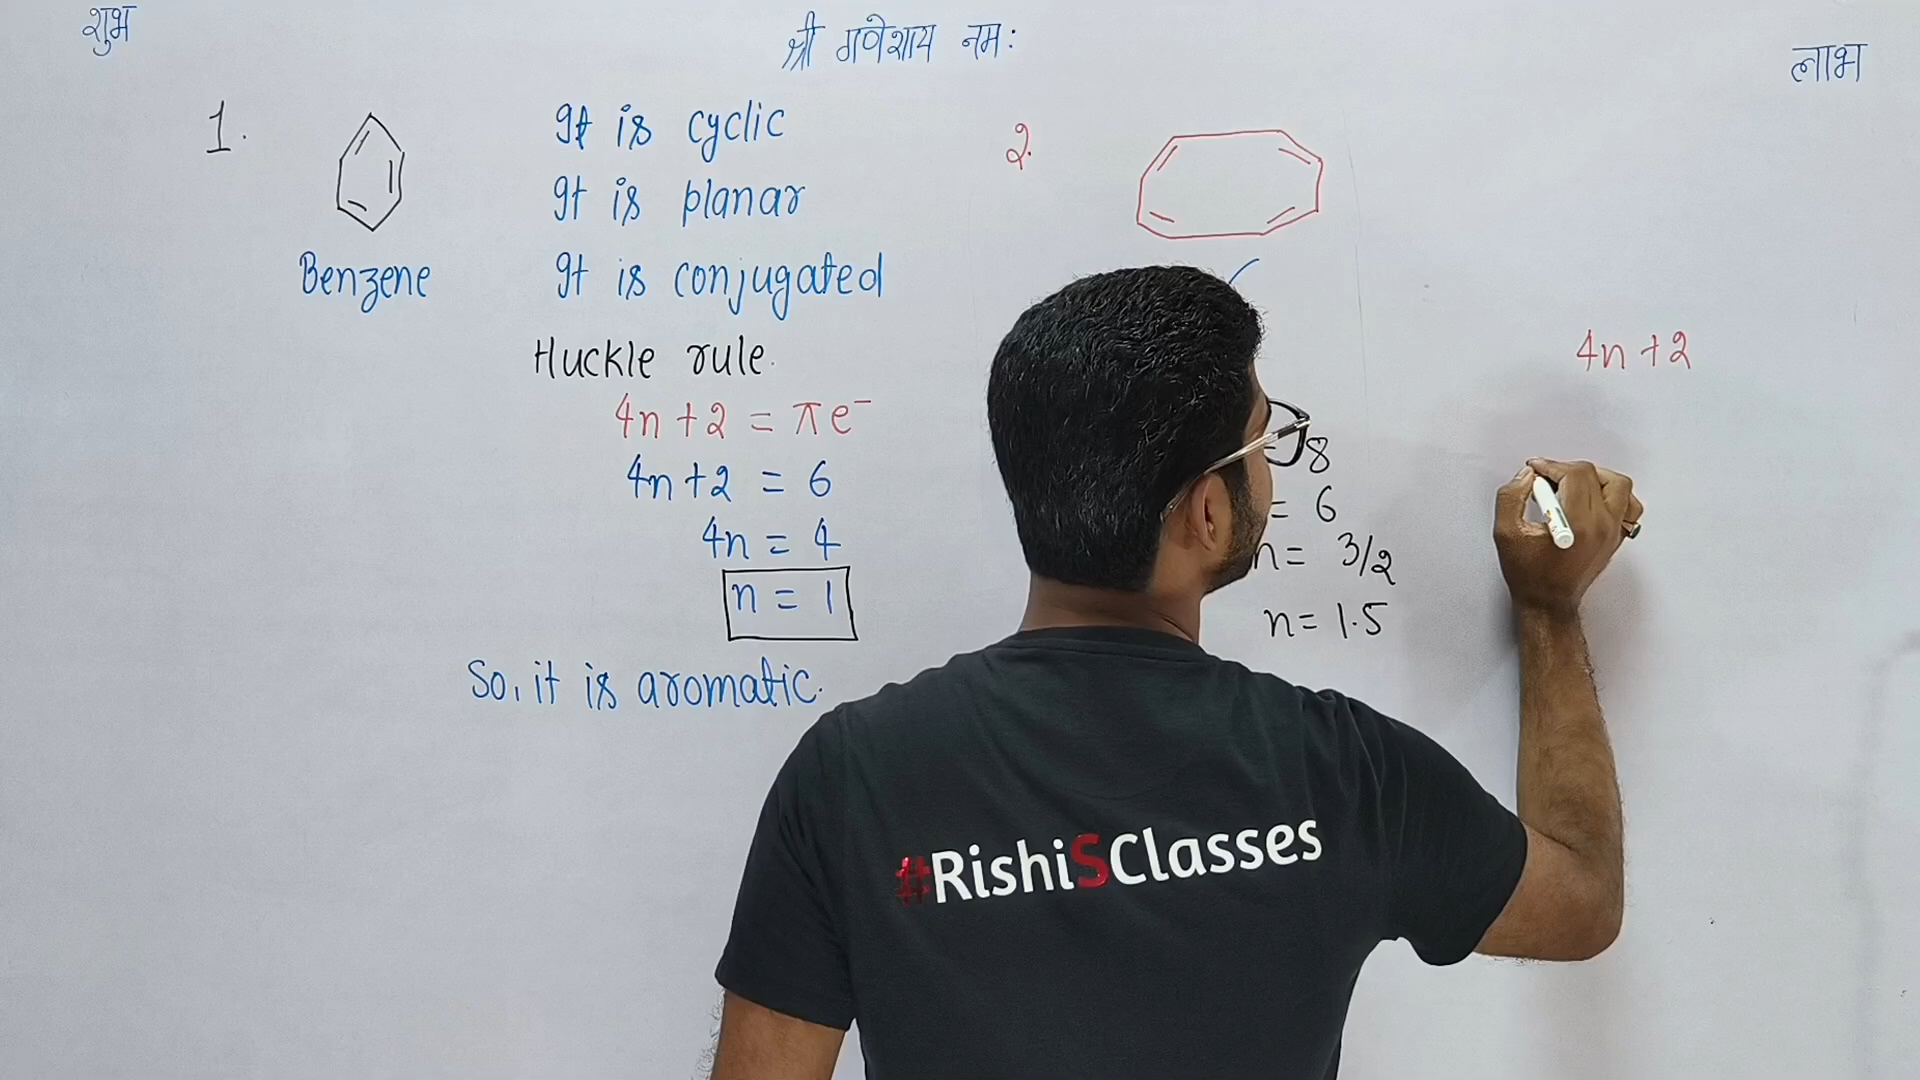 शुभ
श्री गणेशाय नमः
लाभ
1.
It is cyclic
It is planar
Benzene
It is conjugated
Huckle rule.
4n + 2 = πe⁻
4n + 2 = 6
4n = 4
n = 1
So, it is aromatic.
2.
= 8
= 6
n = 3/2
n = 1.5
4n + 2
#RishiSClasses